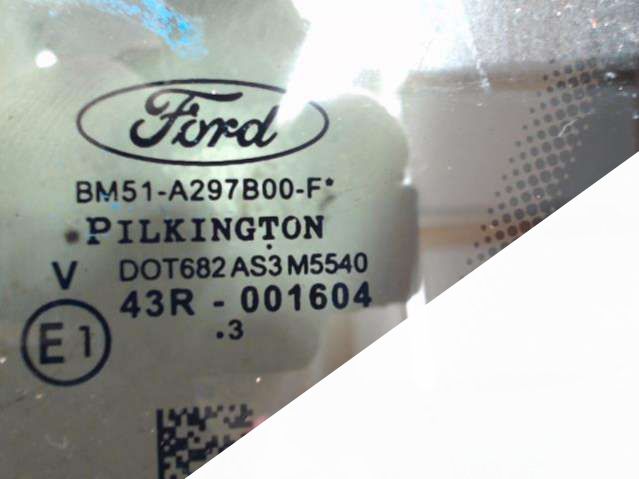 Ford
BM51-A297B00-F*
PILKINGTON
V DOT682 AS3 M5540
43R - 001604
E1 .3